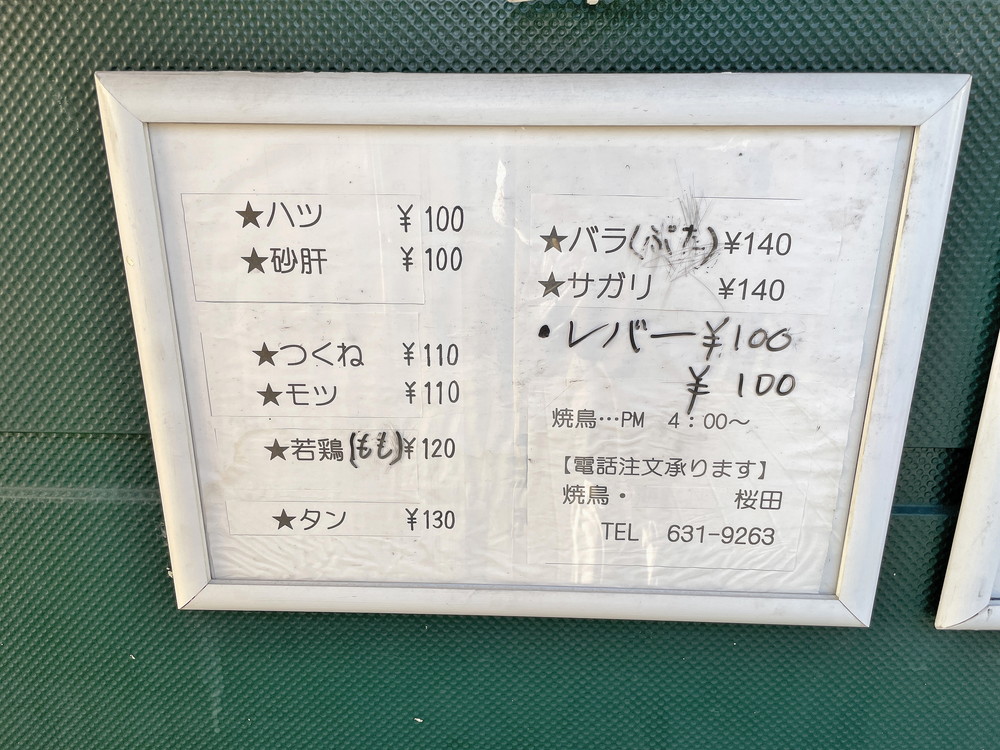 ★ハツ ¥100
★砂肝 ¥100
★つくね ¥110
★モツ ¥110
★若鶏(もも)¥120
★タン ¥130
★バラ(ぶた)¥140
★サガリ ¥140
・レバー ¥100
¥100
焼鳥…PM 4:00～
【電話注文承ります】
焼鳥・ 桜田
TEL 631-9263